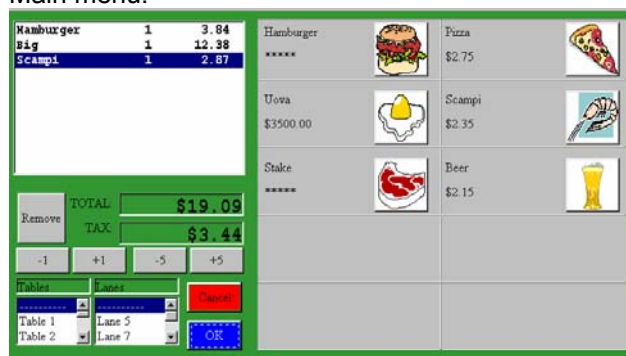 Main menu:
Hamburger 1 3.84
Big 1 12.38
Scampi 1 2.87
Remove
TOTAL: $19.09
TAX: $3.44
-1 +1 -5 +5
Tables Lanes
---------- ----------
Table 1 Lane 5
Table 2 Lane 7
Cancel
OK
Hamburger
*****
Pizza
$2.75
Uova
$3500.00
Scampi
$2.35
Stake
*****
Beer
$2.15